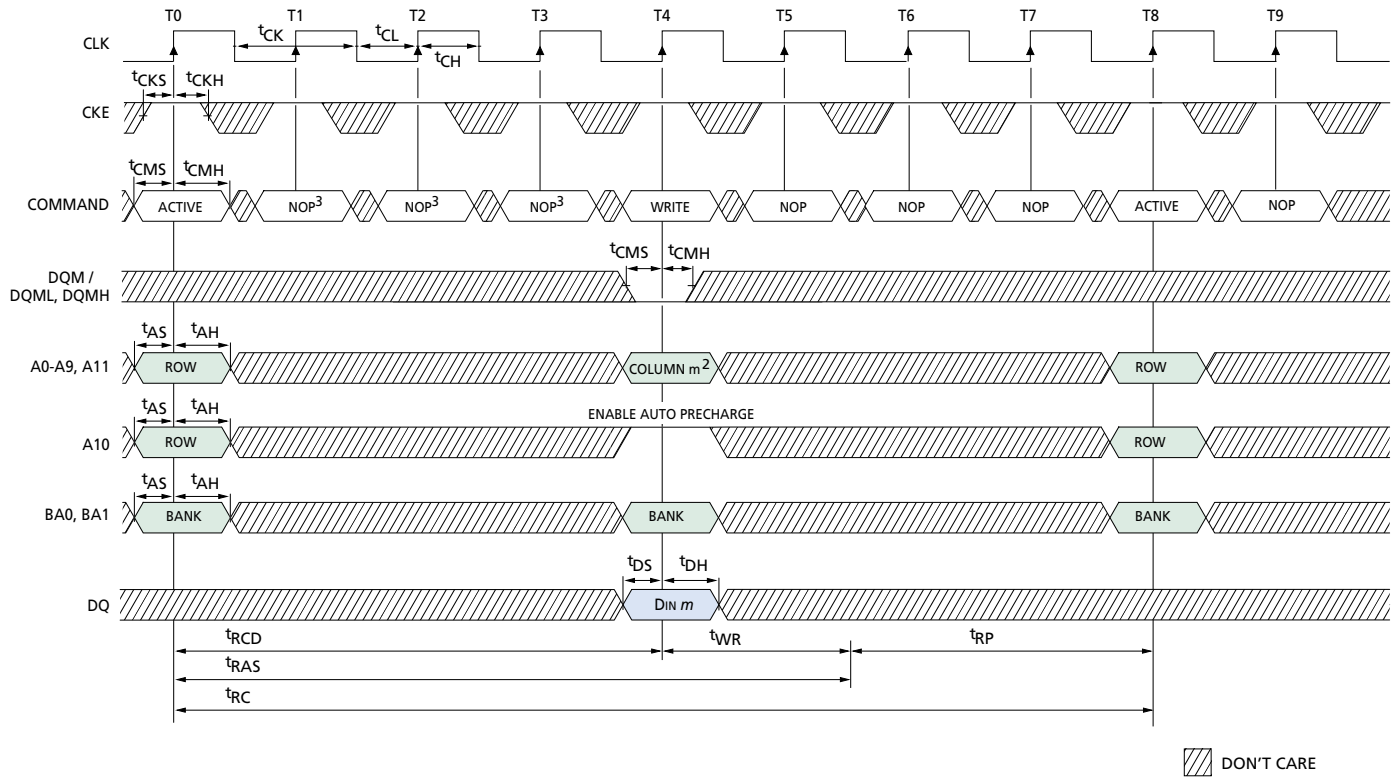 T0 T1 T2 T3 T4 T5 T6 T7 T8 T9
CLK tCK tCL tCH
tCKS tCKH
CKE
tCMS tCMH
COMMAND ACTIVE NOP3 NOP3 NOP3 WRITE NOP NOP NOP ACTIVE NOP
tCMS tCMH
DQM /
DQML, DQMH
tAS tAH
A0-A9, A11 ROW COLUMN m2 ROW
tAS tAH ENABLE AUTO PRECHARGE
A10 ROW ROW
tAS tAH
BA0, BA1 BANK BANK BANK
tDS tDH
DQ DIN m
tRCD tWR tRP
tRAS
tRC
DON'T CARE